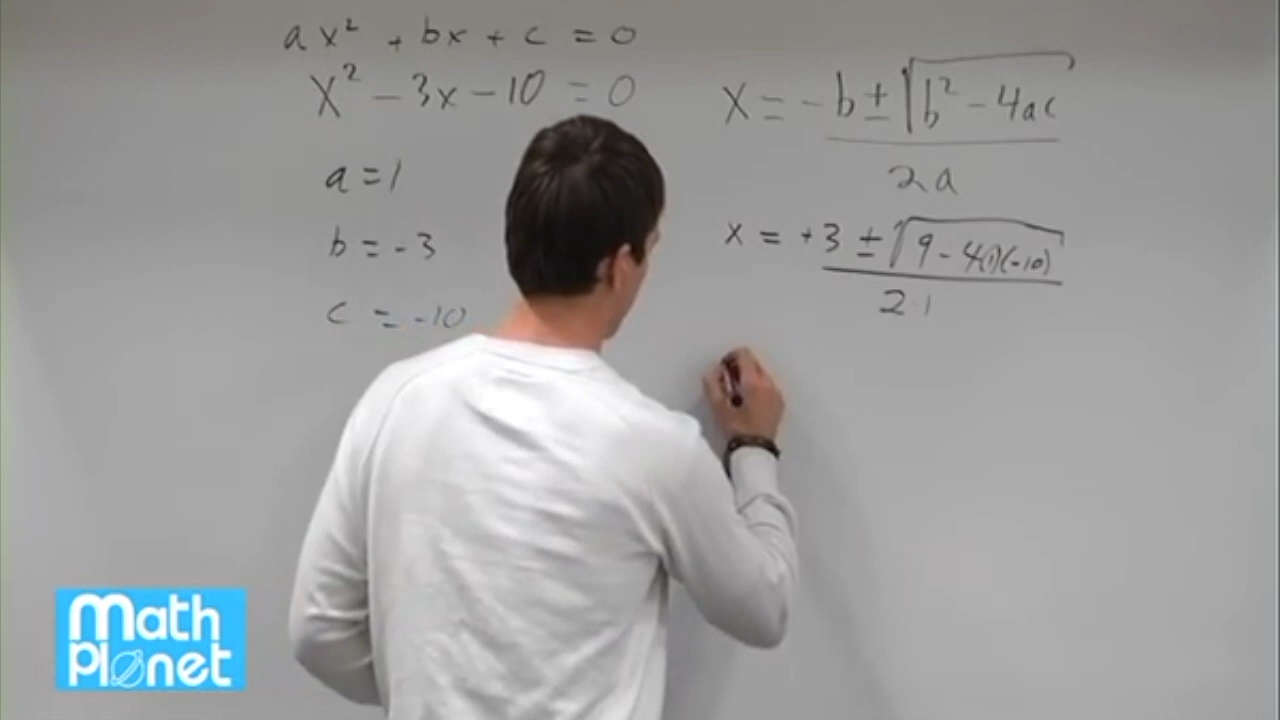 ax² + bx + c = 0
x² - 3x - 10 = 0
a = 1
b = -3
c = -10
x = -b ± √b² - 4ac
2a
x = +3 ± √9 - 4(1)(-10)
2·1
Math
Planet